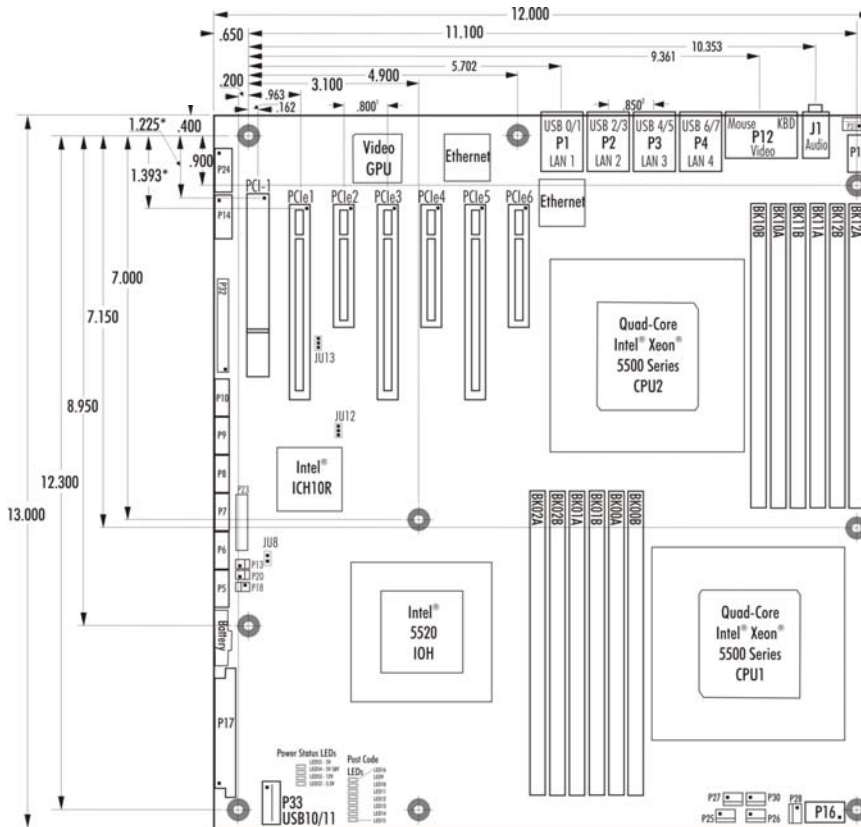 12.000
.650
11.100
10.353
9.361
5.702
4.900
.200
3.100
.963
.162
.800"
.850"
1.225*
.400
.900
1.393*
7.000
7.150
8.950
12.300
13.000
Video
GPU
Ethernet
Ethernet
USB 0/1
P1
LAN 1
USB 2/3
P2
LAN 2
USB 4/5
P3
LAN 3
USB 6/7
P4
LAN 4
Mouse KBD
P12
Video
J1
Audio
P1
P24
P14
P32
PCI-1
PCIe1
PCIe2
PCIe3
PCIe4
PCIe5
PCIe6
BK10B
BK10A
BK11B
BK11A
BK12B
BK12A
Quad-Core
Intel® Xeon®
5500 Series
CPU2
JU13
JU12
P10
P9
P8
P7
P6
P5
Intel®
ICH10R
P23
JU8
P13
P20
P18
Battery
P17
BK02A
BK02B
BK01A
BK01B
BK00A
BK00B
Intel®
5520
IOH
Quad-Core
Intel® Xeon®
5500 Series
CPU1
Power Status LEDs
Post Code
LEDs
P33
USB10/11
P27
P30
P28
P25
P26
P16